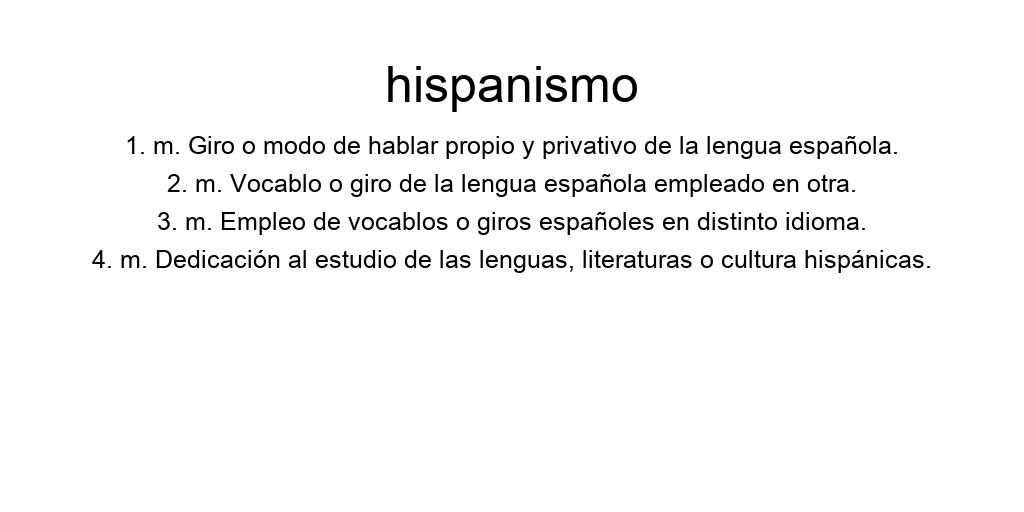 hispanismo
1. m. Giro o modo de hablar propio y privativo de la lengua española.
2. m. Vocablo o giro de la lengua española empleado en otra.
3. m. Empleo de vocablos o giros españoles en distinto idioma.
4. m. Dedicación al estudio de las lenguas, literaturas o cultura hispánicas.